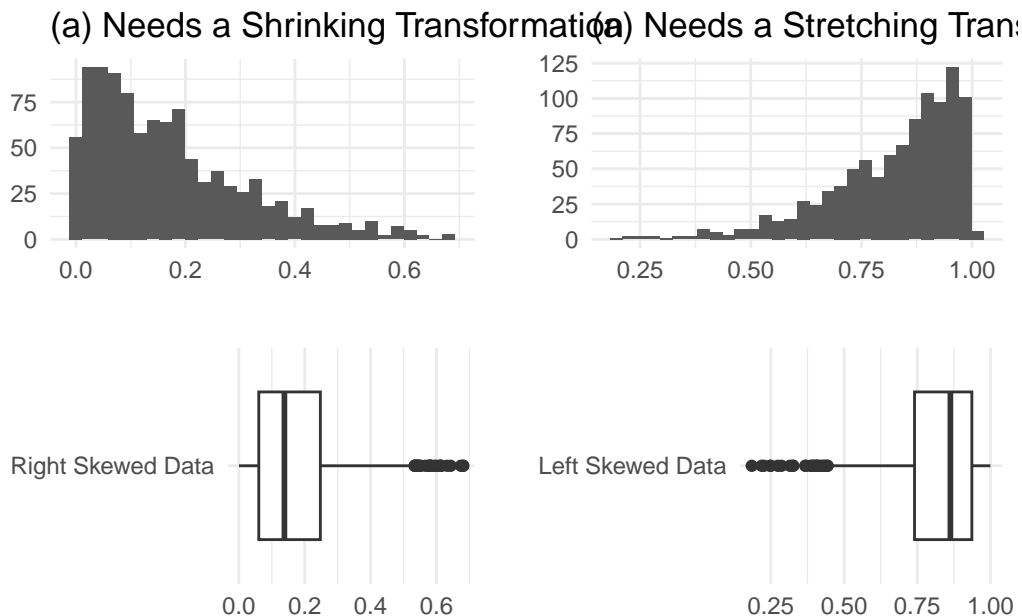 (a) Needs a Shrinking Transformation
75
50
25
0
0.0 0.2 0.4 0.6
(a) Needs a Stretching Trans
125
100
75
50
25
0
0.25 0.50 0.75 1.00
Right Skewed Data
0.0 0.2 0.4 0.6
Left Skewed Data
0.25 0.50 0.75 1.00